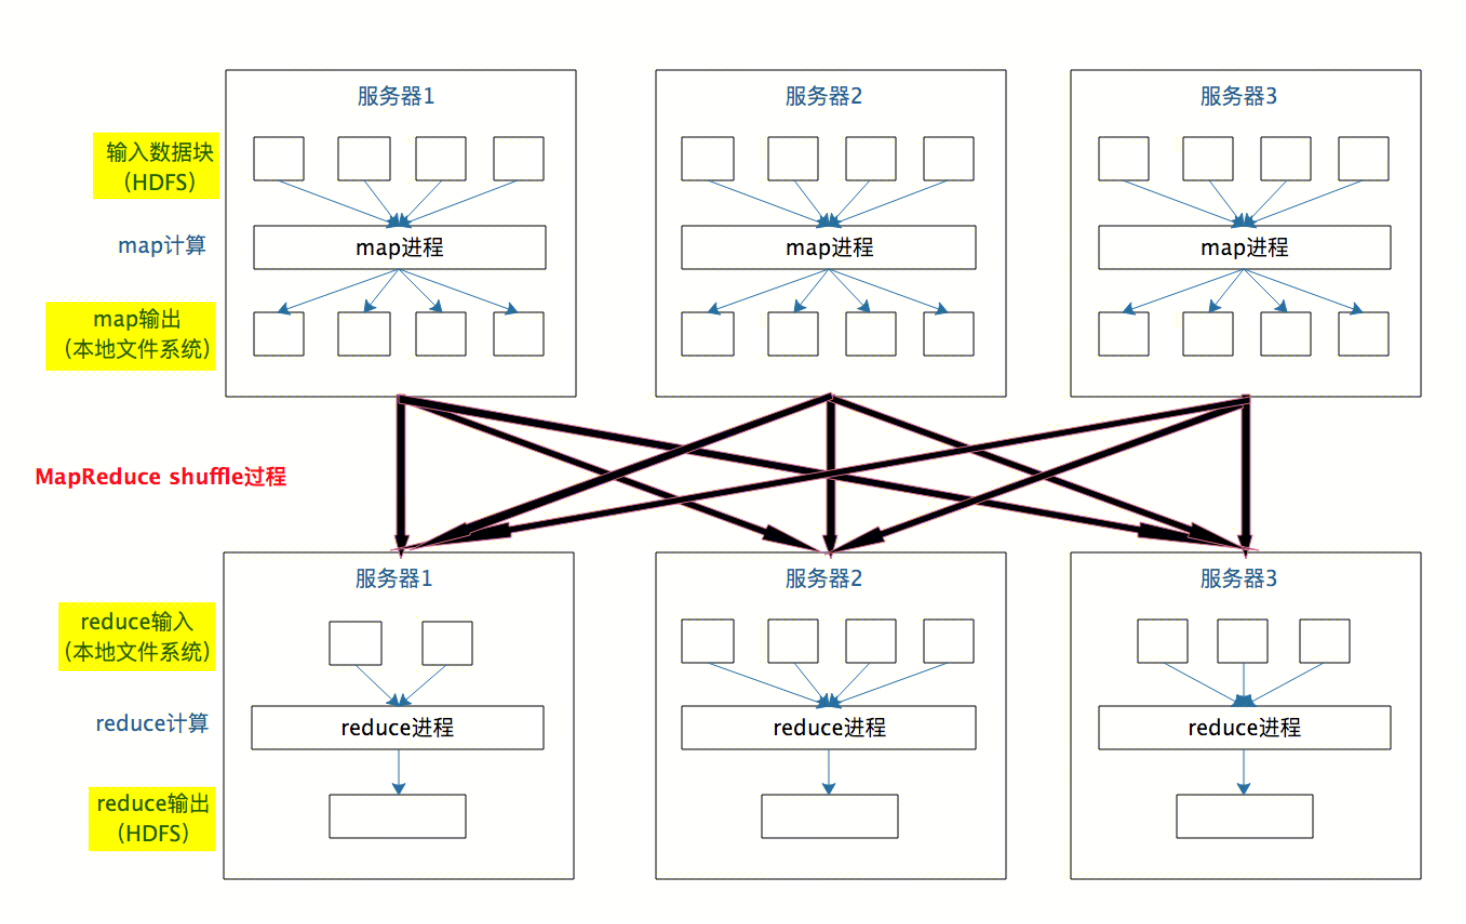 服务器1
服务器2
服务器3
输入数据块
（HDFS）
map计算
map进程
map进程
map进程
map输出
（本地文件系统）
MapReduce shuffle过程
服务器1
服务器2
服务器3
reduce输入
（本地文件系统）
reduce计算
reduce进程
reduce进程
reduce进程
reduce输出
（HDFS）